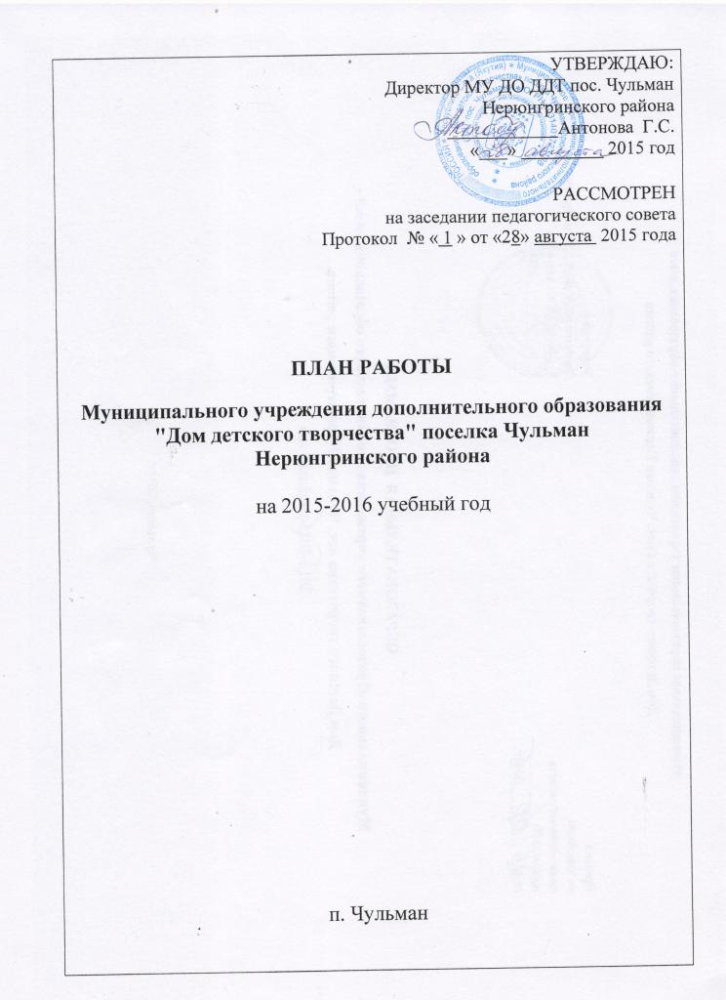 УТВЕРЖДАЮ:
Директор МУ ДО ДДТ пос. Чульман
Нерюнгринского района
____________Антонова Г.С.
«28» августа 2015 год
РАССМОТРЕН
на заседании педагогического совета
Протокол № « 1 » от «28» августа 2015 года
ПЛАН РАБОТЫ
Муниципального учреждения дополнительного образования
"Дом детского творчества" поселка Чульман
Нерюнгринского района
на 2015-2016 учебный год
п. Чульман